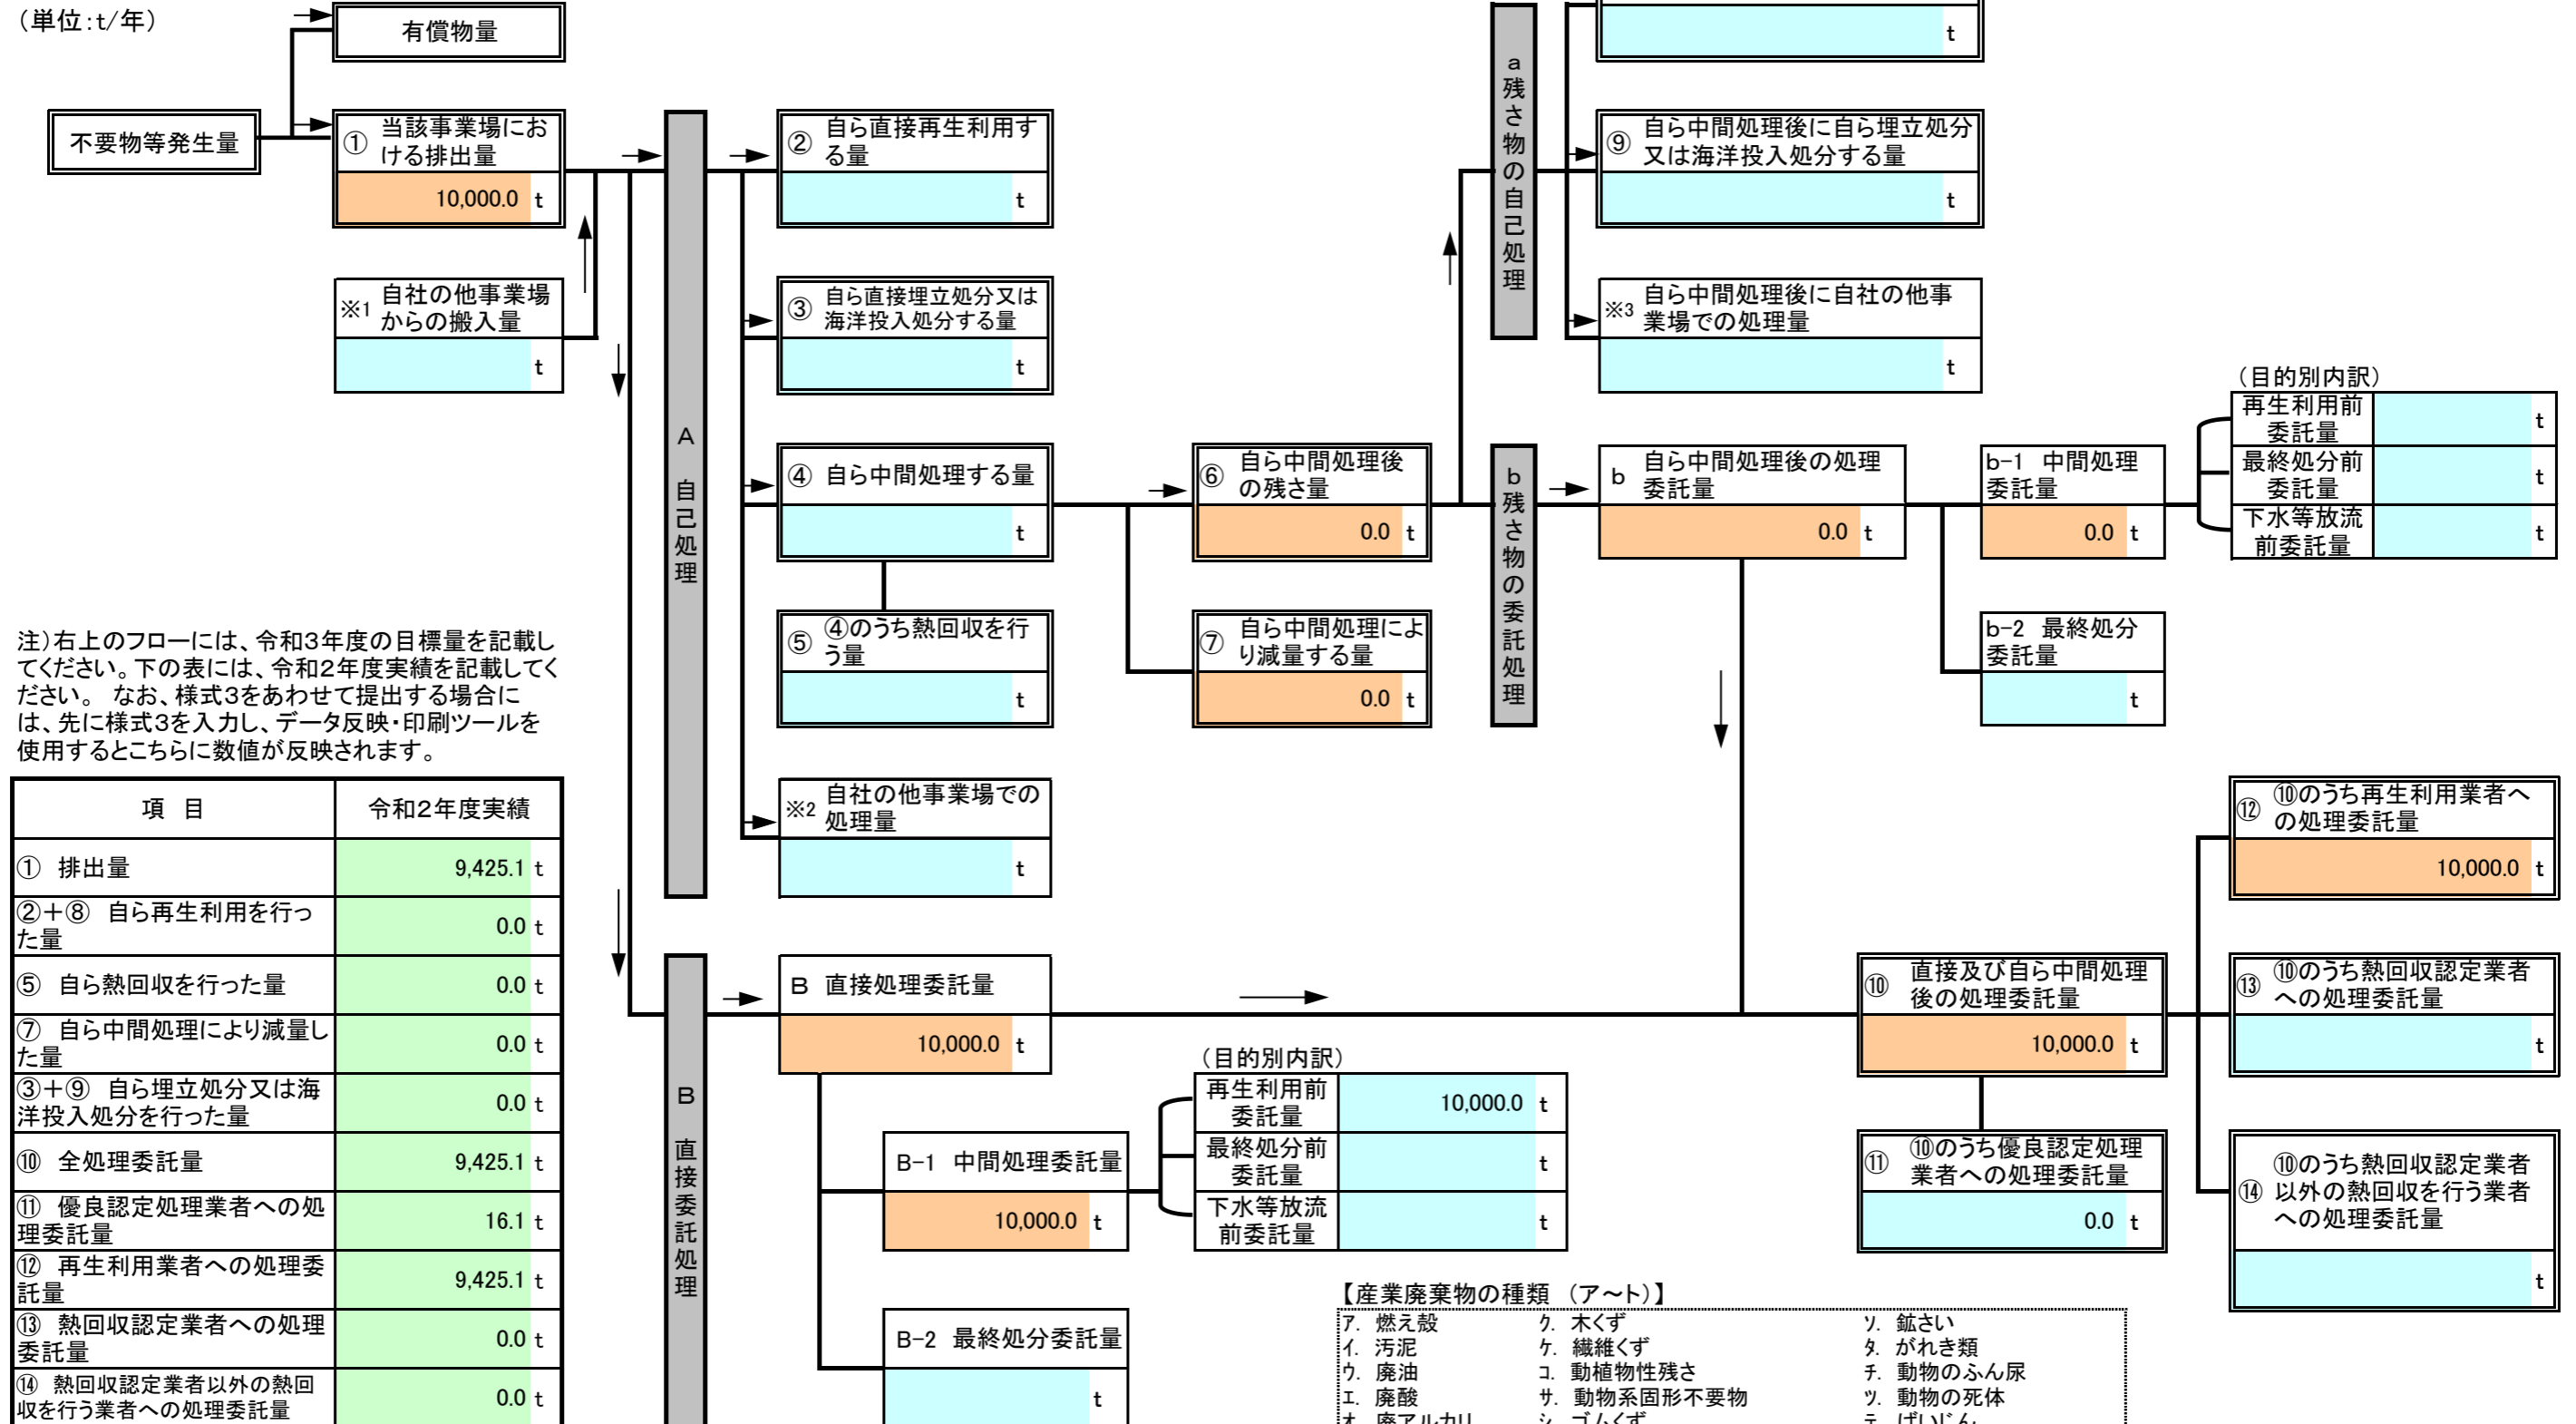 (単位:t/年)
有償物量
不要物等発生量
① 当該事業場にお
ける排出量
10,000.0 t
※1 自社の他事業場
からの搬入量
t
A 自己処理
② 自ら直接再生利用す
る量
t
③ 自ら直接埋立処分又は
海洋投入処分する量
t
④ 自ら中間処理する量
t
⑤ ④のうち熱回収を行
う量
t
※2 自社の他事業場での
処理量
t
⑥ 自ら中間処理後
の残さ量
0.0 t
⑦ 自ら中間処理によ
り減量する量
0.0 t
a 残さ物の自己処理
t
⑨ 自ら中間処理後に自ら埋立処分
又は海洋投入処分する量
t
※3 自ら中間処理後に自社の他事
業場での処理量
t
b 残さ物の委託処理
b 自ら中間処理後の処理
委託量
0.0 t
b-1 中間処理
委託量
0.0 t
(目的別内訳)
再生利用前
委託量
t
最終処分前
委託量
t
下水等放流
前委託量
t
b-2 最終処分
委託量
t
注)右上のフローには、令和3年度の目標量を記載し
てください。下の表には、令和2年度実績を記載してく
ださい。 なお、様式3をあわせて提出する場合に
は、先に様式3を入力し、データ反映・印刷ツールを
使用するとこちらに数値が反映されます。
項 目 令和2年度実績
① 排出量 9,425.1 t
②+⑧ 自ら再生利用を行っ
た量 0.0 t
⑤ 自ら熱回収を行った量 0.0 t
⑦ 自ら中間処理により減量し
た量 0.0 t
③+⑨ 自ら埋立処分又は海
洋投入処分を行った量 0.0 t
⑩ 全処理委託量 9,425.1 t
⑪ 優良認定処理業者への処
理委託量 16.1 t
⑫ 再生利用業者への処理委
託量 9,425.1 t
⑬ 熱回収認定業者への処理
委託量 0.0 t
⑭ 熱回収認定業者以外の熱回
収を行う業者への処理委託量 0.0 t
B 直接委託処理
B 直接処理委託量
10,000.0 t
B-1 中間処理委託量
10,000.0 t
(目的別内訳)
再生利用前
委託量
10,000.0 t
最終処分前
委託量
t
下水等放流
前委託量
t
B-2 最終処分委託量
t
⑩ 直接及び自ら中間処理
後の処理委託量
10,000.0 t
⑪ ⑩のうち優良認定処理
業者への処理委託量
0.0 t
⑫ ⑩のうち再生利用業者へ
の処理委託量
10,000.0 t
⑬ ⑩のうち熱回収認定業者
への処理委託量
t
⑭ ⑩のうち熱回収認定業者
以外の熱回収を行う業者
への処理委託量
t
【産業廃棄物の種類 (ア~ト)】
ア. 燃え殻 ク. 木くず ソ. 鉱さい
イ. 汚泥 ケ. 繊維くず タ. がれき類
ウ. 廃油 コ. 動植物性残さ チ. 動物のふん尿
エ. 廃酸 サ. 動物系固形不要物 ツ. 動物の死体
オ. 廃アルカリ シ. ゴムくず テ. ばいじん